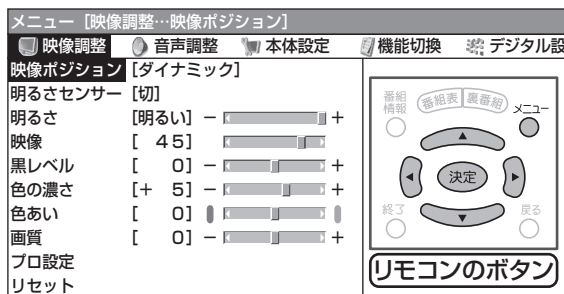 メニュー [映像調整…映像ポジション]
映像調整 音声調整 本体設定 機能切換 デジタル設
映像ポジション [ダイナミック]
明るさセンサー [切]
明るさ [明るい] − +
映像 [ 45]
黒レベル [ 0] − +
色の濃さ [+ 5] − +
色あい [ 0]
画質 [ 0] − +
プロ設定
リセット
番組情報 番組表 裏番組 メニュー
決定
終了 戻る
リモコンのボタン